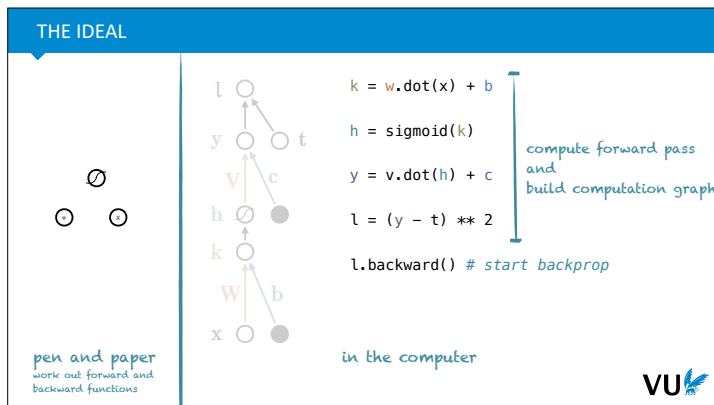 THE IDEAL
+
x
pen and paper
work out forward and
backward functions
l
y
t
V
c
h
k
W
b
x
k = w.dot(x) + b
h = sigmoid(k)
y = v.dot(h) + c
l = (y - t) ** 2
l.backward() # start backprop
compute forward pass
and
build computation graph
in the computer
VU